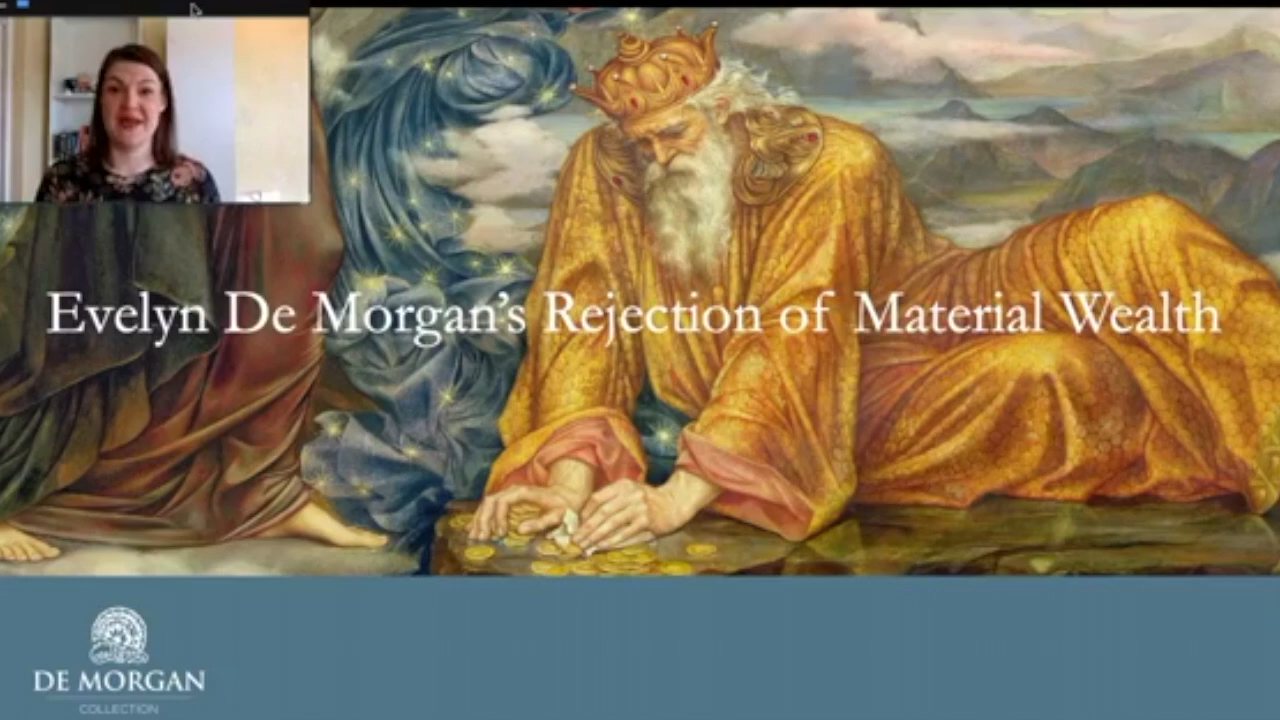 Evelyn De Morgan's Rejection of Material Wealth
DE MORGAN
COLLECTION